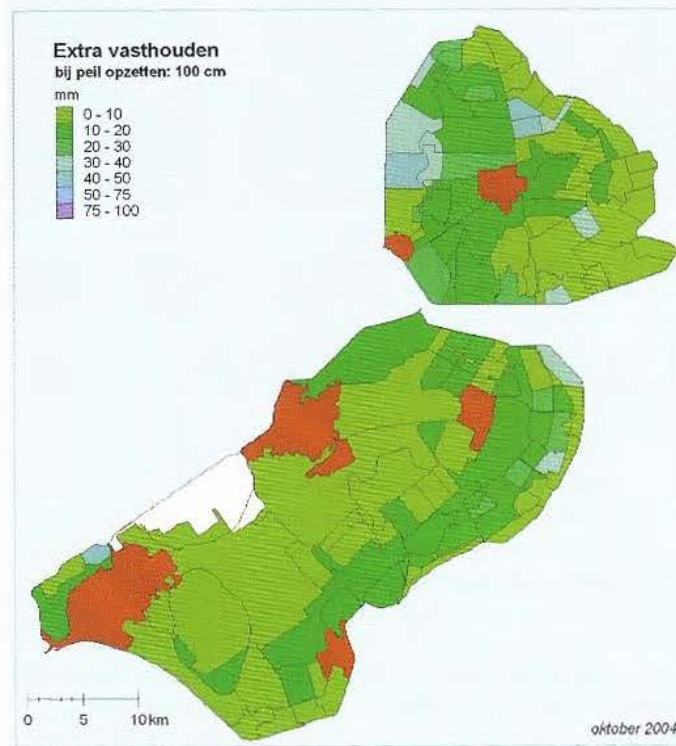 Extra vasthouden
bij peil opzetten: 100 cm
mm
0 - 10
10 - 20
20 - 30
30 - 40
40 - 50
50 - 75
75 - 100
0 5 10km
oktober 2004